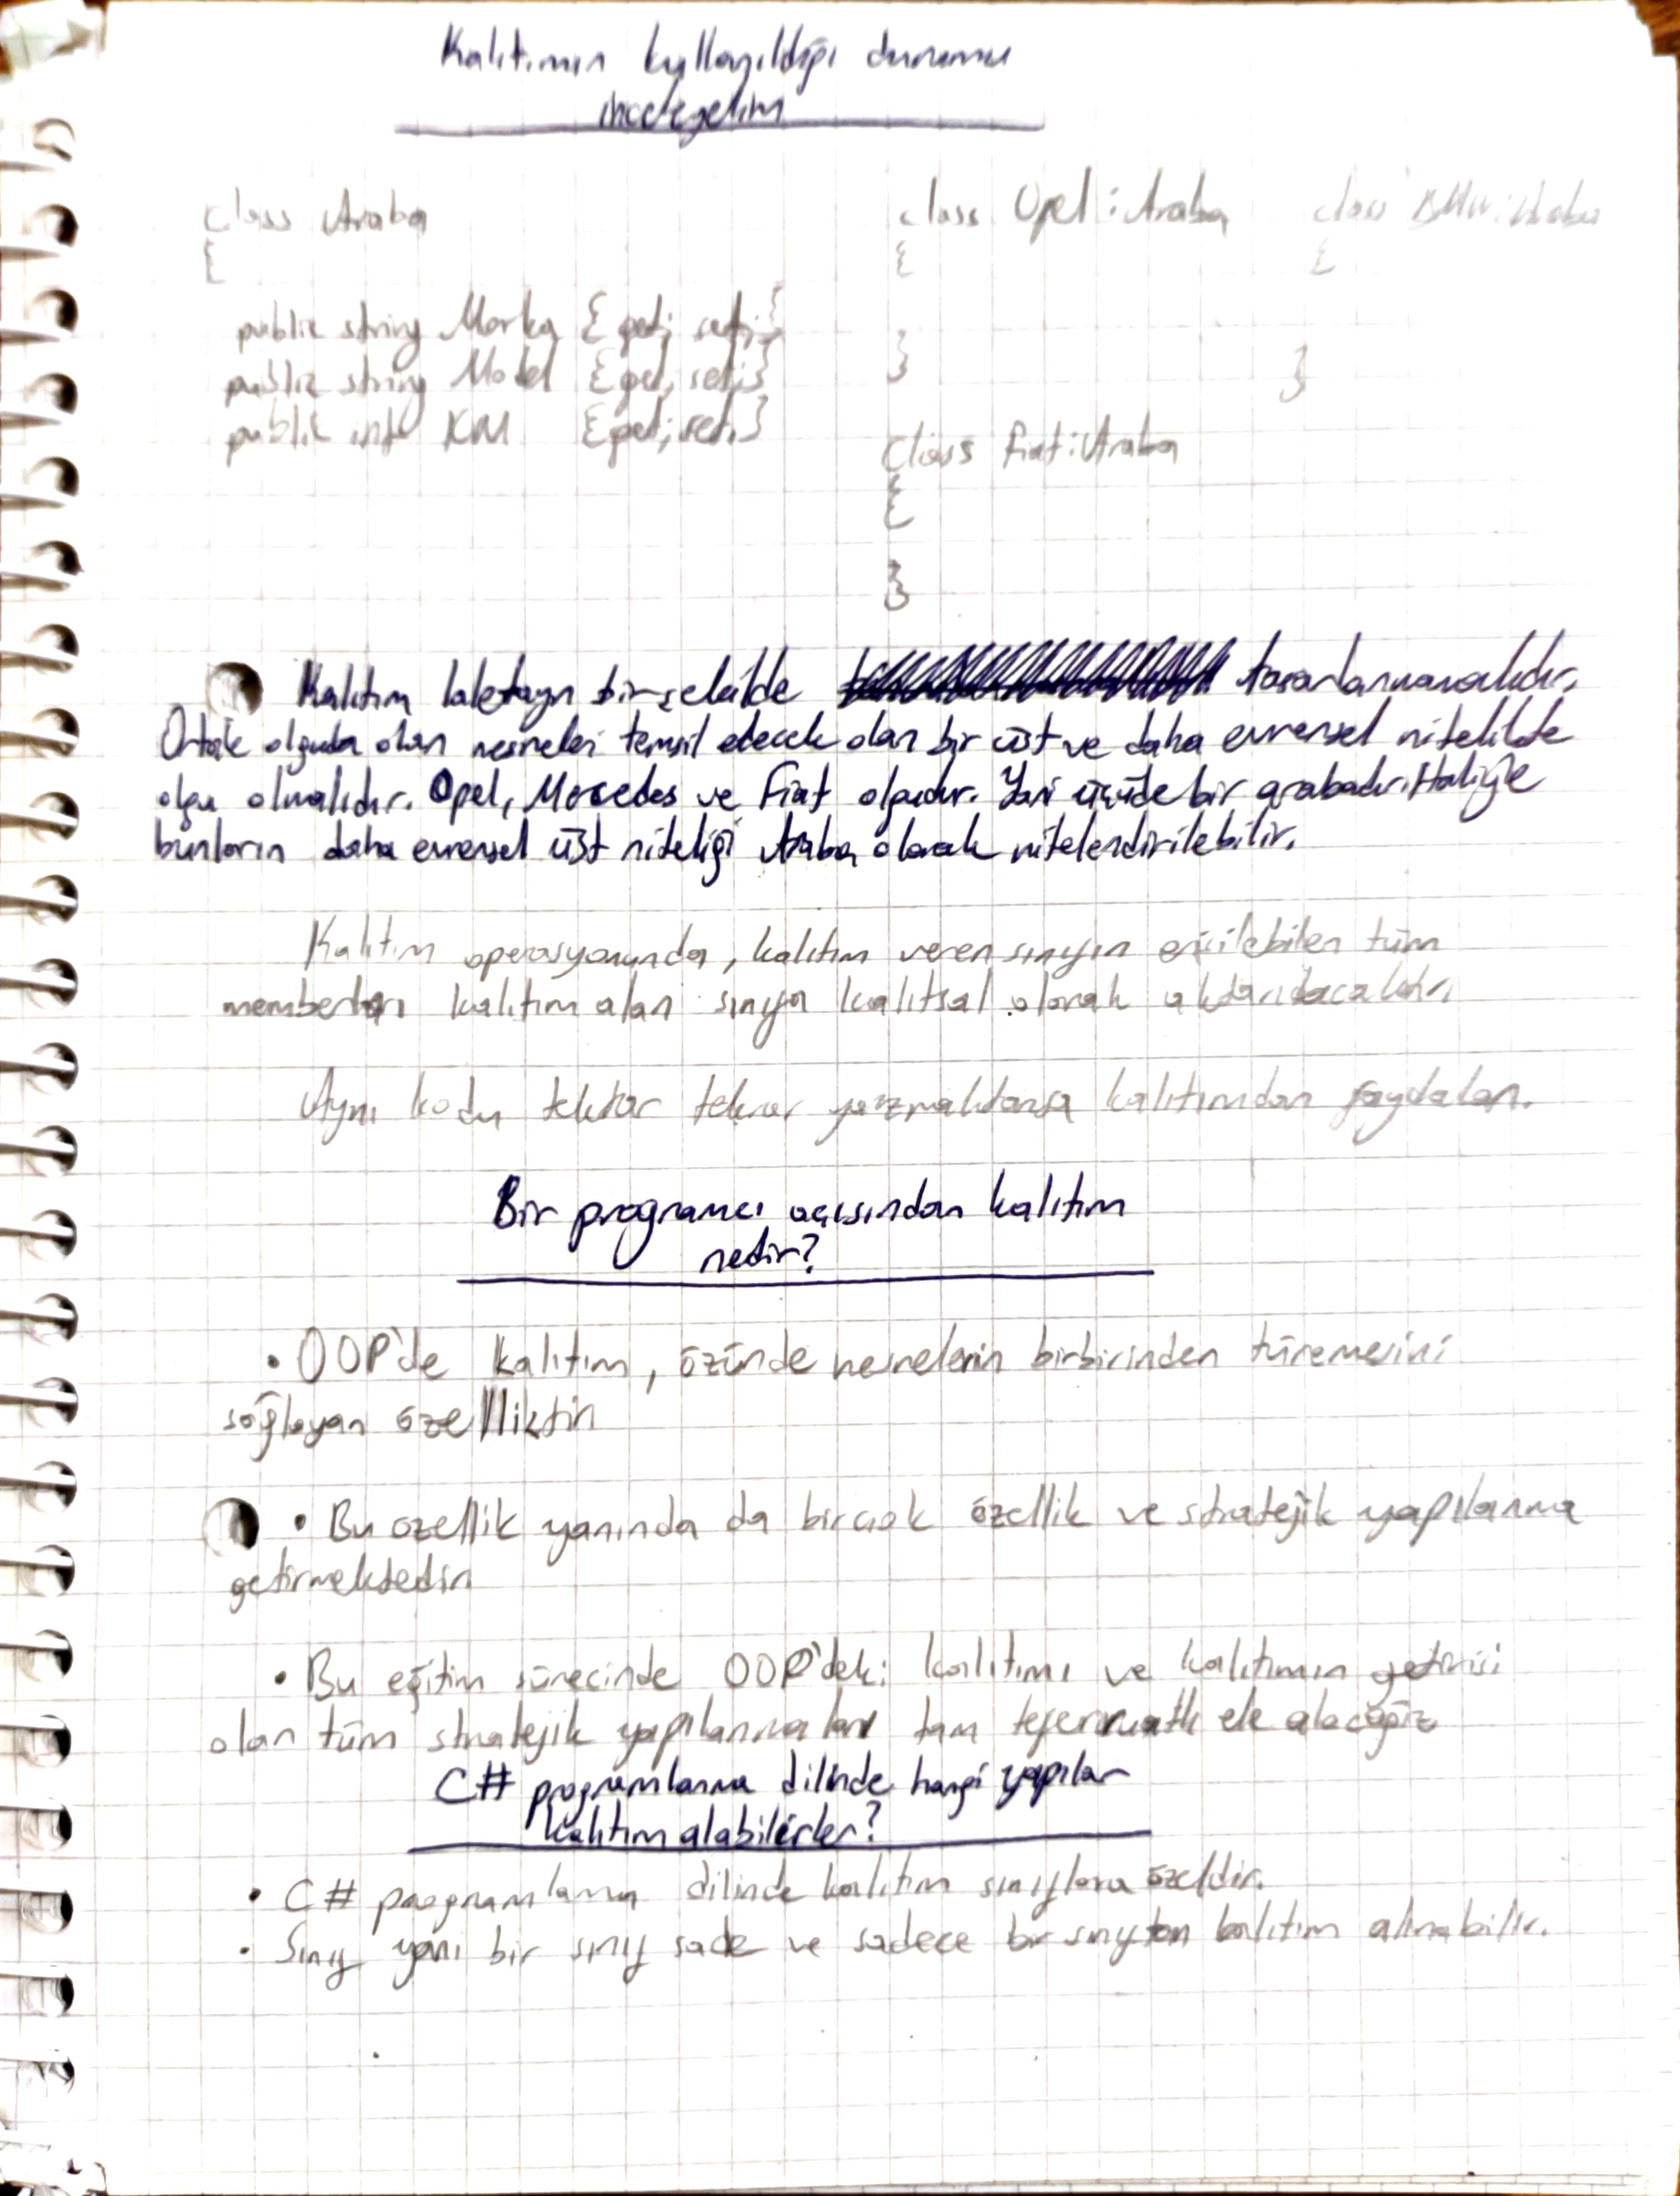 Kalıtımın kullanıldığı durumu
inceleyelim
class Araba
{
public string Marka { get; set; }
public string Model { get; set; }
public int KM { get; set; }
class Opel : Araba
{
}
class BMW : Araba
{
}
class Fiat : Araba
{
}
Kalıtım lalettayn bir şekilde tasarlanmamalıdır.
Ortak olguda olan nesneleri temsil edecek olan bir üst ve daha evrensel nitelikte
olgu olmalıdır. Opel, Mercedes ve Fiat olgudur. Yani üçüde bir arabadır. Haliyle
bunların daha evrensel üst niteliği Araba olarak nitelendirilebilir.
Kalıtım operasyonunda, kalıtım veren sınıfın erişilebilen tüm
memberları kalıtım alan sınıfa kalıtsal olarak aktarılacaktır.
Aynı kodu tekrar tekrar yazmaktansa kalıtımdan faydalan.
Bir programcı açısından kalıtım
nedir?
• OOP'de kalıtım, özünde nesnelerin birbirinden türemesini
sağlayan özelliktir
• Bu özellik yanında da birçok özellik ve stratejik yapılanma
getirmektedir
• Bu eğitim sürecinde OOP'deki kalıtımı ve kalıtımın getirisi
olan tüm stratejik yapılanmaları tam teferruatlı ele alacağız
C# programlama dilinde hangi yapılar
kalıtım alabilirler?
• C# programlama dilinde kalıtım sınıflara özeldir.
• Sınıf yani bir sınıf sade ve sadece bir sınıftan kalıtım alınabilir.